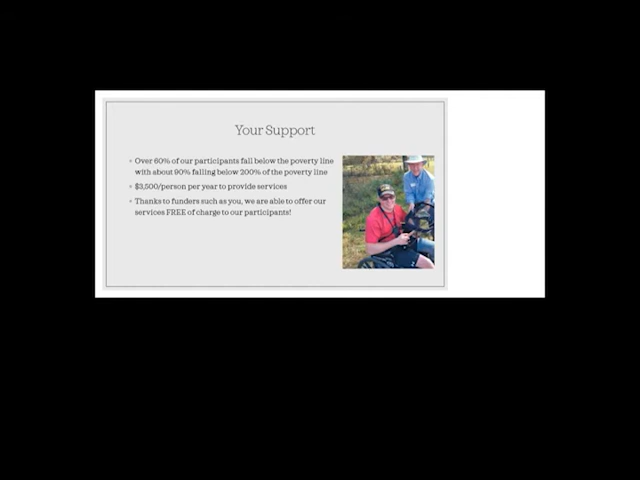 Your Support
Over 60% of our participants fall below the poverty line
with about 90% falling below 200% of the poverty line
$3,500/person per year to provide services
Thanks to funders such as you, we are able to offer our
services FREE of charge to our participants!